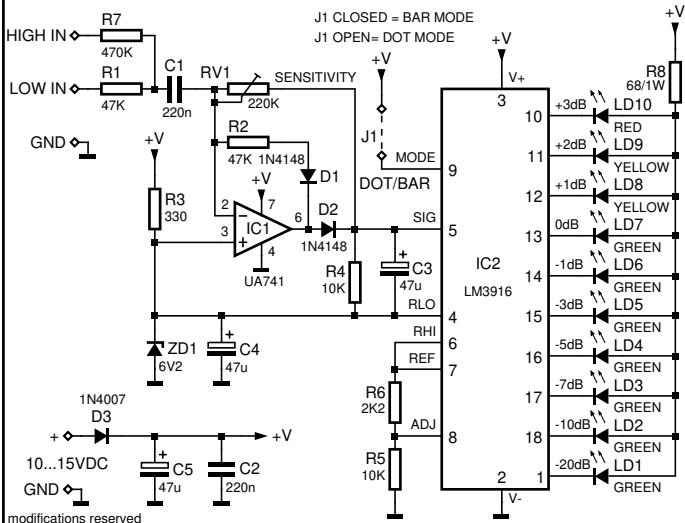 J1 CLOSED = BAR MODE
J1 OPEN= DOT MODE
HIGH IN
R7
470K
LOW IN
R1
47K
GND
C1
220n
RV1
SENSITIVITY
220K
R2
47K
1N4148
D1
+V
R3
330
+V
2
7
3
IC1
6
4
UA741
D2
1N4148
R4
10K
+
C3
47u
ZD1
6V2
+
C4
47u
1N4007
D3
+
+V
10...15VDC
GND
+
C5
47u
C2
220n
+V
J1
MODE
DOT/BAR
9
SIG
5
RLO
4
RHI
6
REF
7
R6
2K2
ADJ
8
R5
10K
+V
V+
3
IC2
LM3916
2
V-
+V
R8
68/1W
10
+3dB
LD10
RED
11
+2dB
LD9
YELLOW
12
+1dB
LD8
YELLOW
13
0dB
LD7
GREEN
14
-1dB
LD6
GREEN
15
-3dB
LD5
GREEN
16
-5dB
LD4
GREEN
17
-7dB
LD3
GREEN
18
-10dB
LD2
GREEN
1
-20dB
LD1
GREEN
modifications reserved